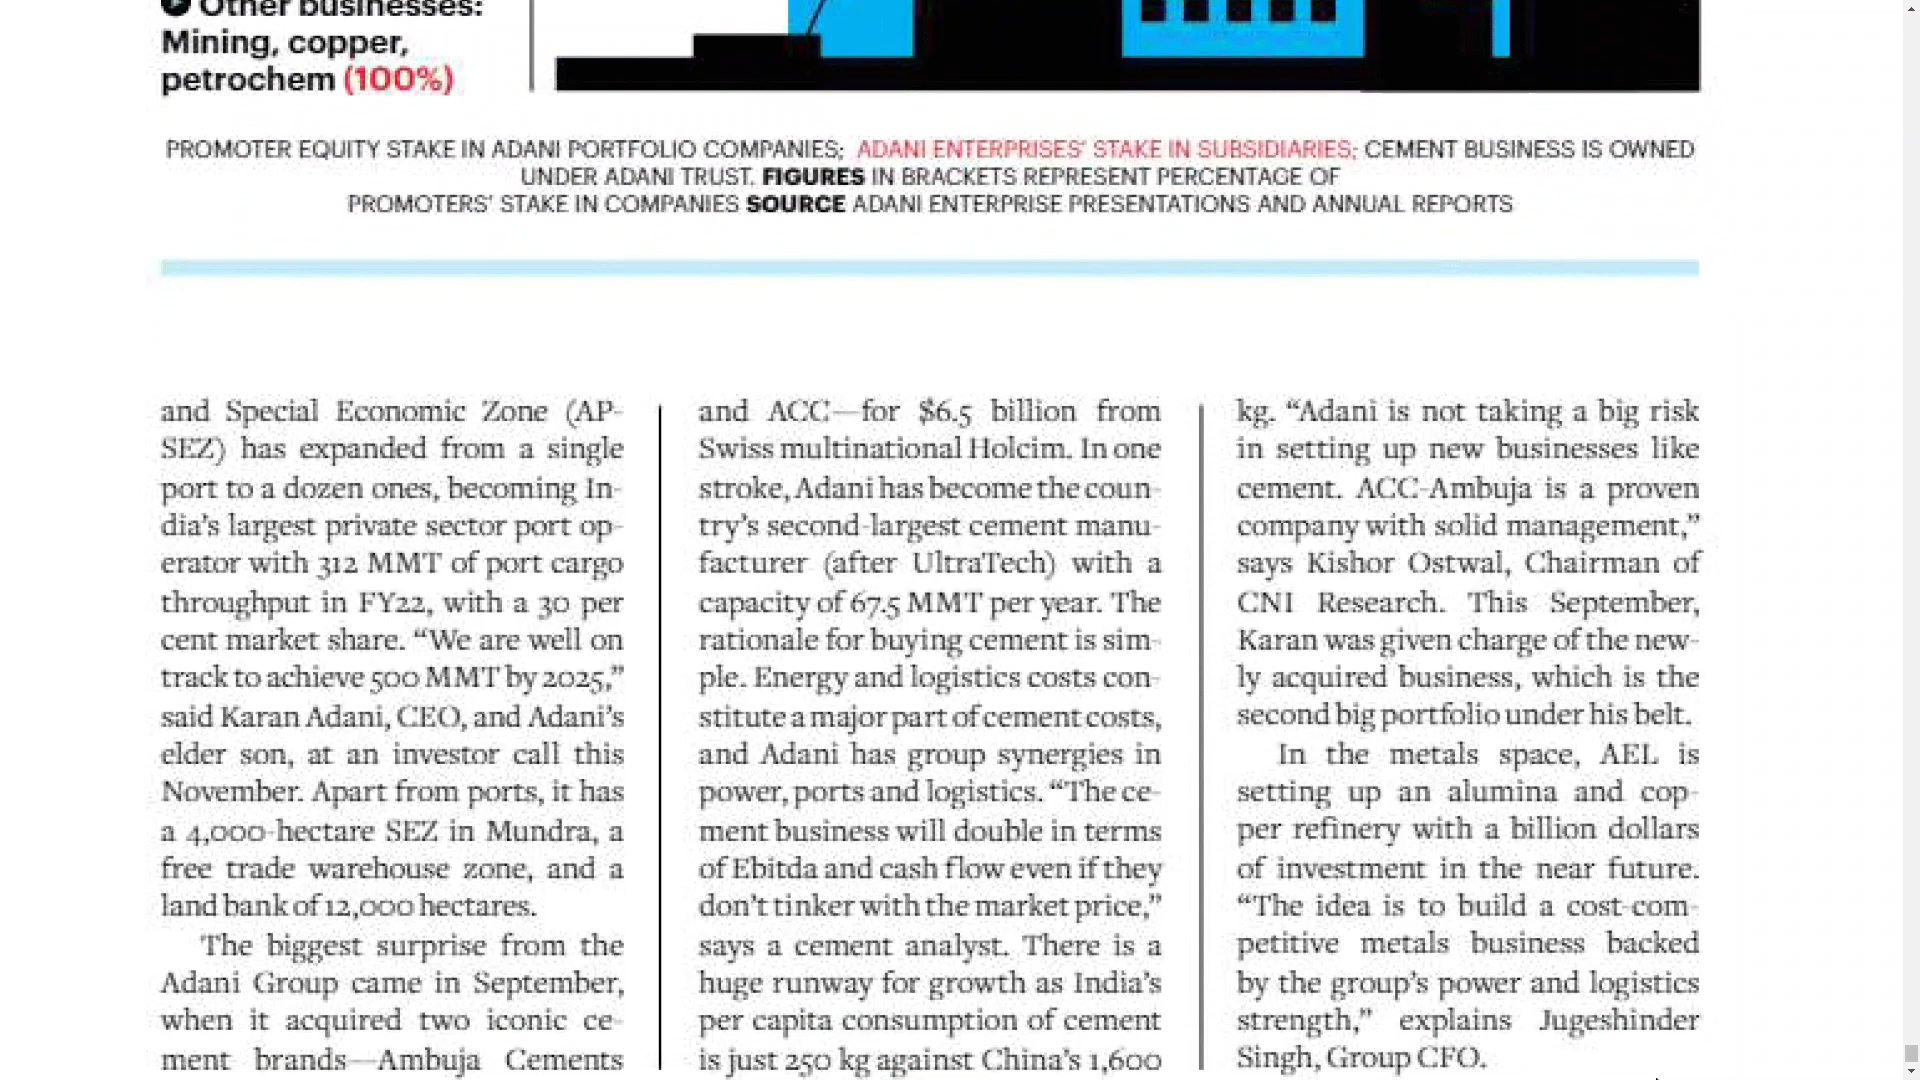 Other businesses:
Mining, copper,
petrochem (100%)
PROMOTER EQUITY STAKE IN ADANI PORTFOLIO COMPANIES; ADANI ENTERPRISES' STAKE IN SUBSIDIARIES; CEMENT BUSINESS IS OWNED
UNDER ADANI TRUST. FIGURES IN BRACKETS REPRESENT PERCENTAGE OF
PROMOTERS' STAKE IN COMPANIES SOURCE ADANI ENTERPRISE PRESENTATIONS AND ANNUAL REPORTS
and Special Economic Zone (AP-
SEZ) has expanded from a single
port to a dozen ones, becoming In-
dia's largest private sector port op-
erator with 312 MMT of port cargo
throughput in FY22, with a 30 per
cent market share. “We are well on
track to achieve 500 MMT by 2025,”
said Karan Adani, CEO, and Adani's
elder son, at an investor call this
November. Apart from ports, it has
a 4,000-hectare SEZ in Mundra, a
free trade warehouse zone, and a
land bank of 12,000 hectares.
The biggest surprise from the
Adani Group came in September,
when it acquired two iconic ce-
ment brands—Ambuja Cements
and ACC—for $6.5 billion from
Swiss multinational Holcim. In one
stroke, Adani has become the coun-
try's second-largest cement manu-
facturer (after UltraTech) with a
capacity of 67.5 MMT per year. The
rationale for buying cement is sim-
ple. Energy and logistics costs con-
stitute a major part of cement costs,
and Adani has group synergies in
power, ports and logistics. “The ce-
ment business will double in terms
of Ebitda and cash flow even if they
don't tinker with the market price,”
says a cement analyst. There is a
huge runway for growth as India's
per capita consumption of cement
is just 250 kg against China's 1,600
kg. “Adani is not taking a big risk
in setting up new businesses like
cement. ACC-Ambuja is a proven
company with solid management,”
says Kishor Ostwal, Chairman of
CNI Research. This September,
Karan was given charge of the new-
ly acquired business, which is the
second big portfolio under his belt.
In the metals space, AEL is
setting up an alumina and cop-
per refinery with a billion dollars
of investment in the near future.
“The idea is to build a cost-com-
petitive metals business backed
by the group's power and logistics
strength,” explains Jugeshinder
Singh, Group CFO.